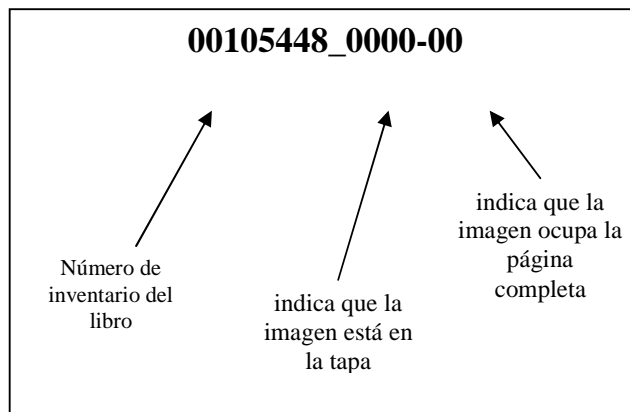 00105448_0000-00
Número de
inventario del
libro
indica que la
imagen está en
la tapa
indica que la
imagen ocupa la
página
completa